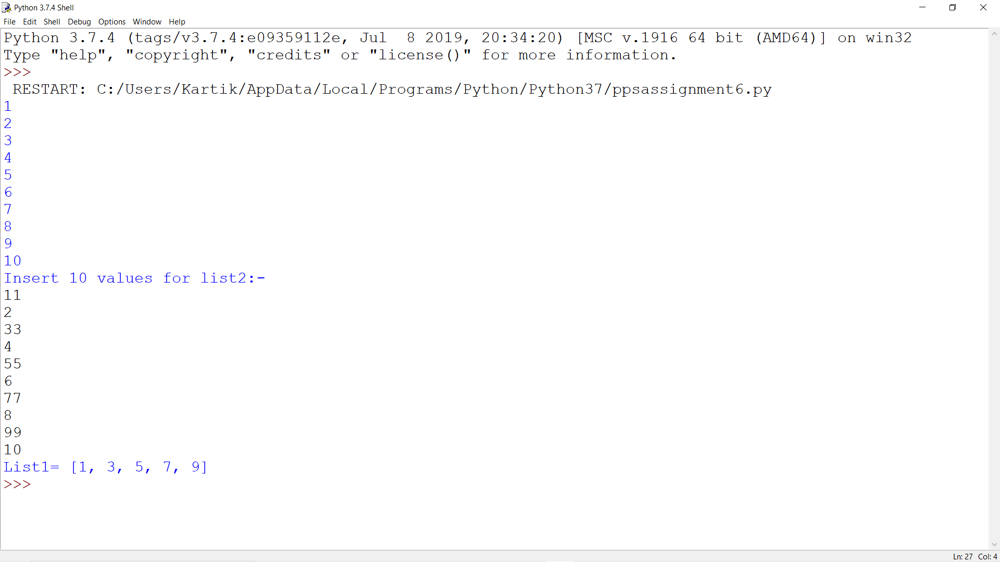 Python 3.7.4 Shell
File Edit Shell Debug Options Window Help
Python 3.7.4 (tags/v3.7.4:e09359112e, Jul  8 2019, 20:34:20) [MSC v.1916 64 bit (AMD64)] on win32
Type "help", "copyright", "credits" or "license()" for more information.
>>>
 RESTART: C:/Users/Kartik/AppData/Local/Programs/Python/Python37/ppsassignment6.py
1
2
3
4
5
6
7
8
9
10
Insert 10 values for list2:-
11
2
33
4
55
6
77
8
99
10
List1= [1, 3, 5, 7, 9]
>>>
Ln: 27 Col: 4